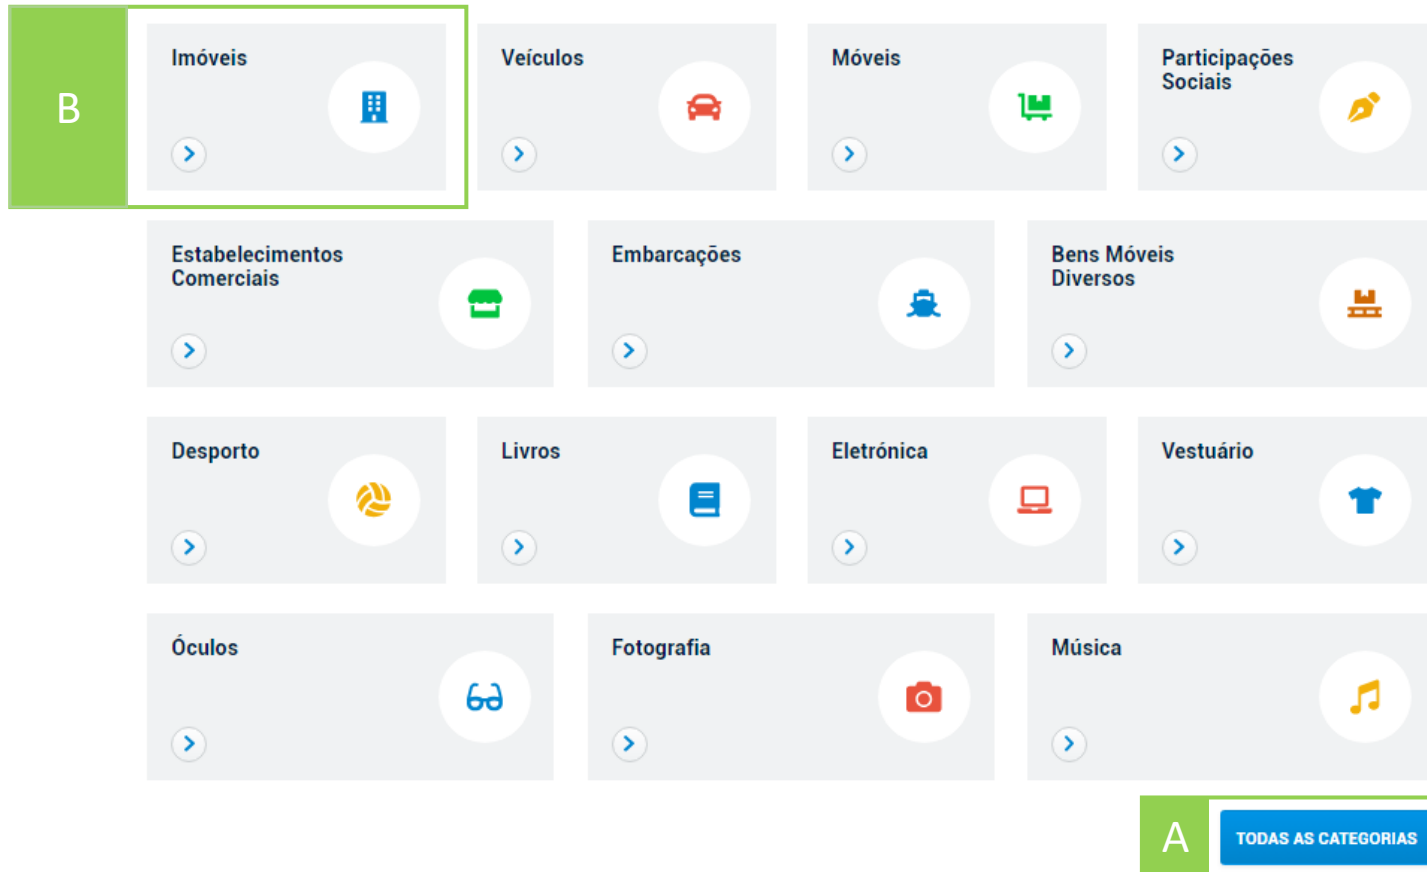 B
Imóveis
Veículos
Móveis
Participações
Sociais
Estabelecimentos
Comerciais
Embarcações
Bens Móveis
Diversos
Desporto
Livros
Eletrónica
Vestuário
Óculos
Fotografia
Música
A
TODAS AS CATEGORIAS